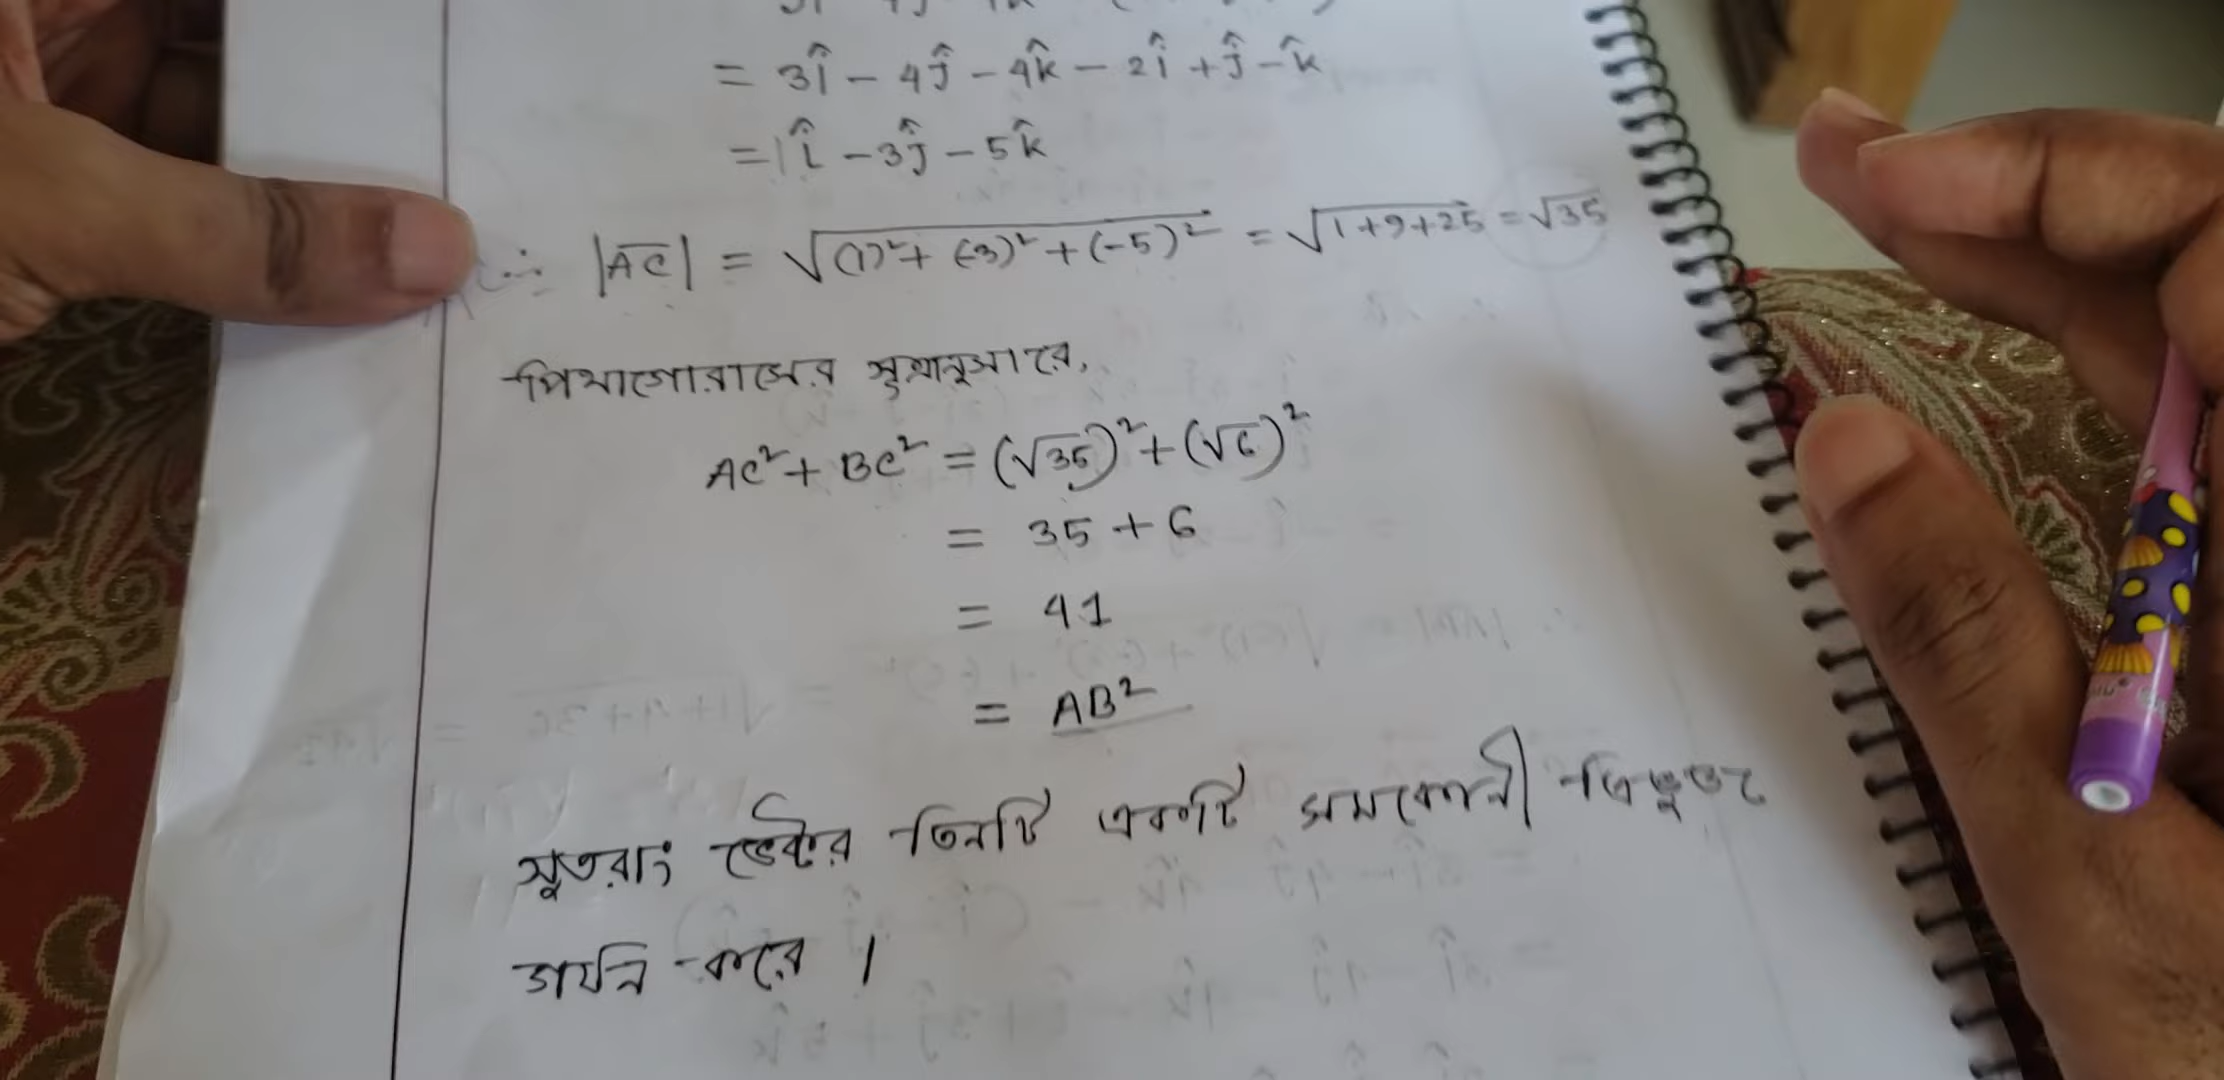 = 3î - 4ĵ - 4k̂ - 2î + ĵ - k̂
= 1î - 3ĵ - 5k̂
∴ |AC| = √(1)² + (-3)² + (-5)² = √1+9+25 = √35
পিথাগোরাসের সুত্রানুসারে,
AC² + BC² = (√35)² + (√6)²
= 35 + 6
= 41
= AB²
সুতরাং ভেক্টর তিনটি একটি সমকোনী ত্রিভূজ
গঠন করে ।